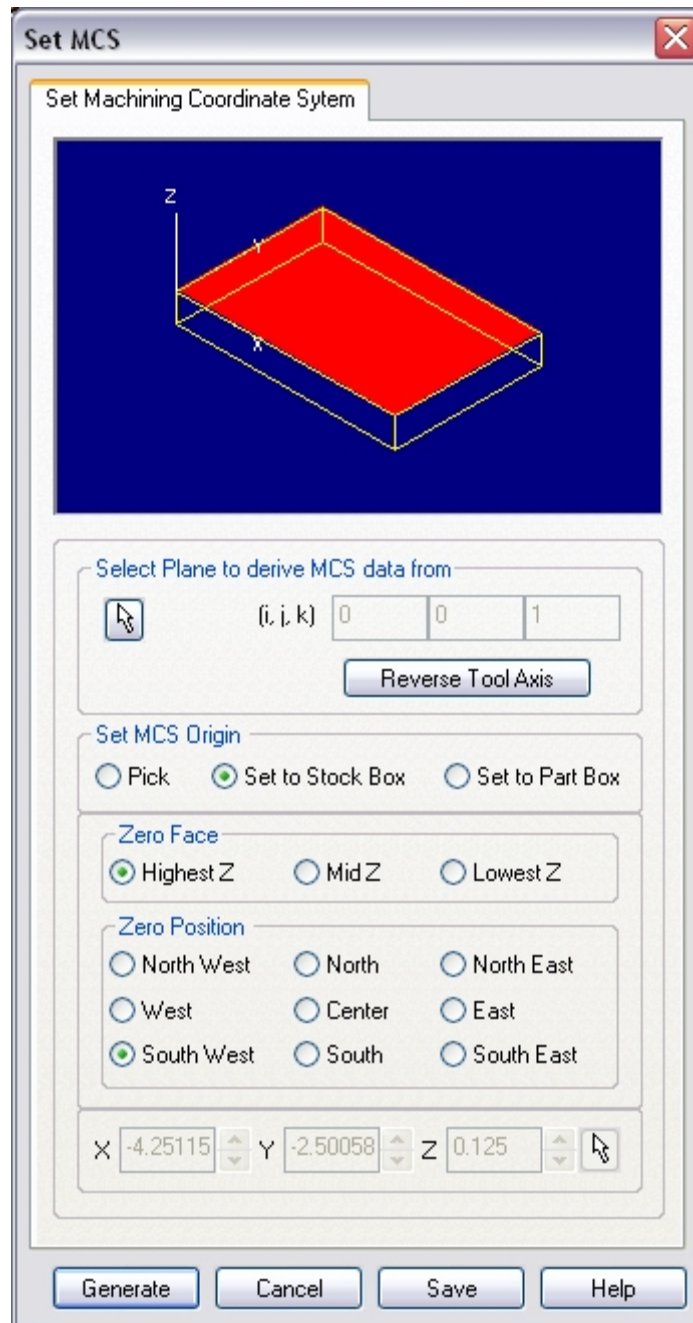 Set MCS
Set Machining Coordinate Sytem
Z
Y
X
Select Plane to derive MCS data from
(i, j, k) 0 0 1
Reverse Tool Axis
Set MCS Origin
Pick Set to Stock Box Set to Part Box
Zero Face
Highest Z Mid Z Lowest Z
Zero Position
North West North North East
West Center East
South West South South East
X -4.25115 Y -2.50058 Z 0.125
Generate Cancel Save Help